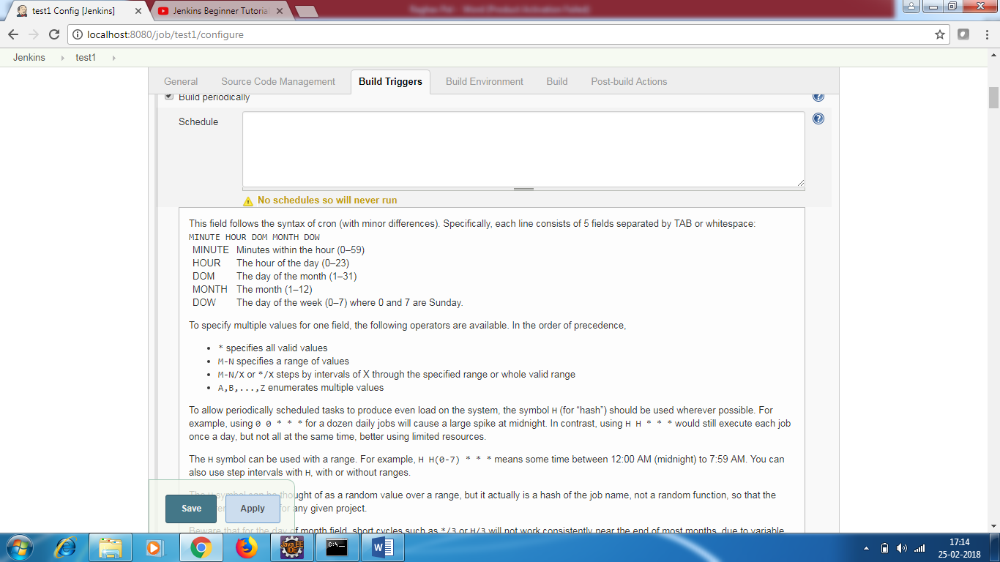 test1 Config [Jenkins]
Jenkins Beginner Tutorial
(Product Activation Failed)
localhost:8080/job/test1/configure
Jenkins test1
General Source Code Management Build Triggers Build Environment Build Post-build Actions
Build periodically
Schedule
No schedules so will never run
This field follows the syntax of cron (with minor differences). Specifically, each line consists of 5 fields separated by TAB or whitespace:
MINUTE HOUR DOM MONTH DOW
MINUTE Minutes within the hour (0–59)
HOUR The hour of the day (0–23)
DOM The day of the month (1–31)
MONTH The month (1–12)
DOW The day of the week (0–7) where 0 and 7 are Sunday.
To specify multiple values for one field, the following operators are available. In the order of precedence,
• * specifies all valid values
• M-N specifies a range of values
• M-N/X or */X steps by intervals of X through the specified range or whole valid range
• A,B,...,Z enumerates multiple values
To allow periodically scheduled tasks to produce even load on the system, the symbol H (for “hash”) should be used wherever possible. For
example, using 0 0 * * * for a dozen daily jobs will cause a large spike at midnight. In contrast, using H H * * * would still execute each job
once a day, but not all at the same time, better using limited resources.
The H symbol can be used with a range. For example, H H(0-7) * * * means some time between 12:00 AM (midnight) to 7:59 AM. You can
also use step intervals with H, with or without ranges.
The H symbol can be thought of as a random value over a range, but it actually is a hash of the job name, not a random function, so that the
for any given project.
Save Apply
Beware that for the day of month field, short cycles such as */3 or H/3 will not work consistently near the end of most months, due to variable
Java EE
IDE
C:\_
W
17:14
25-02-2018